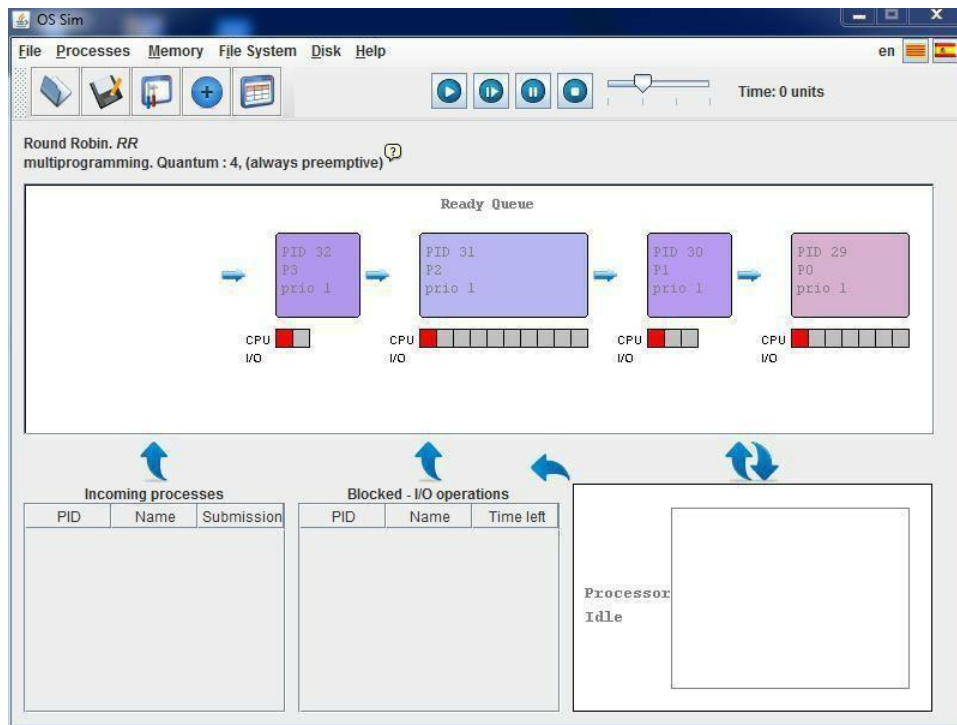 OS Sim
File Processes Memory File System Disk Help
en
Time: 0 units
Round Robin. RR
multiprogramming. Quantum : 4, (always preemptive) ?
Ready Queue
PID 32
P3
prio 1
CPU
I/O
PID 31
P2
prio 1
CPU
I/O
PID 30
P1
prio 1
CPU
I/O
PID 29
P0
prio 1
CPU
I/O
Incoming processes
PID Name Submission
Blocked - I/O operations
PID Name Time left
Processor
Idle